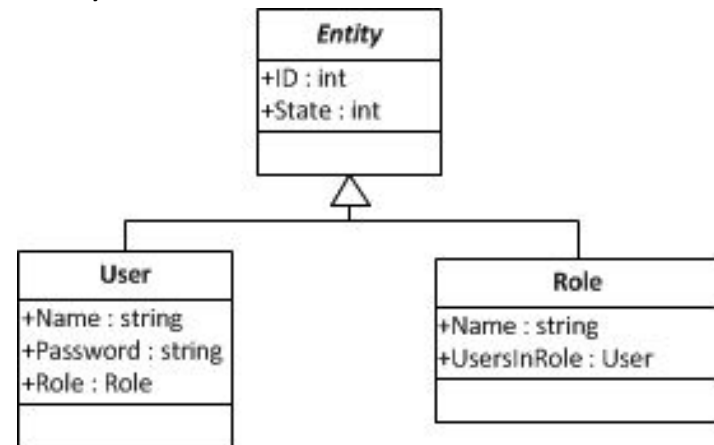 Entity
+ID : int
+State : int
User
+Name : string
+Password : string
+Role : Role
Role
+Name : string
+UsersInRole : User